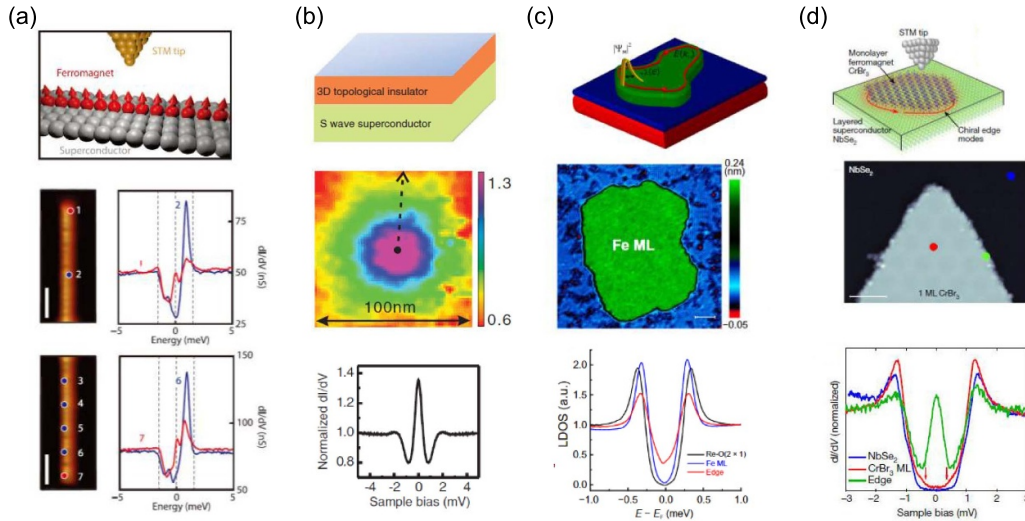 (a)
STM tip
Ferromagnet
Superconductor
1
2
1
2
75
50
25
dI/dV (nS)
−5
0
5
Energy (meV)
3
4
5
6
7
6
7
150
100
50
dI/dV (nS)
−5
0
5
Energy (meV)
(b)
3D topological insulator
S wave superconductor
100nm
1.3
0.6
Normalized dI/dV
1.4
1.2
1.0
0.8
-4
-2
0
2
4
Sample bias (mV)
(c)
Fe ML
0.24
(nm)
−0.05
LDOS (a.u.)
2.0
1.5
1.0
0.5
0.0
Re-O(2 × 1)
Fe ML
Edge
-1.0
-0.5
0.0
0.5
1.0
(d)
STM tip
Monolayer
ferromagnet
CrBr₃
Layered
superconductor
NbSe₂
Chiral edge
modes
NbSe₂
1 ML CrBr₃
dI/dV (normalized)
NbSe₂
CrBr₃ ML
Edge
-3
-2
-1
0
1
2
3
Sample bias (mV)